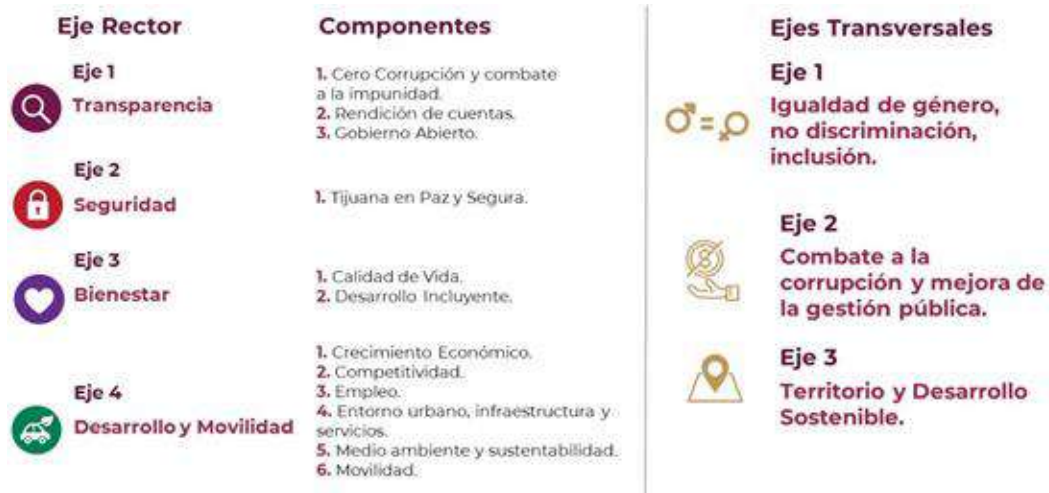 Eje Rector
Componentes
Eje 1
Transparencia
1. Cero Corrupción y combate
a la impunidad.
2. Rendición de cuentas.
3. Gobierno Abierto.
Eje 2
Seguridad
1. Tijuana en Paz y Segura.
Eje 3
Bienestar
1. Calidad de Vida.
2. Desarrollo Incluyente.
Eje 4
Desarrollo y Movilidad
1. Crecimiento Económico.
2. Competitividad.
3. Empleo.
4. Entorno urbano, infraestructura y
servicios.
5. Medio ambiente y sustentabilidad.
6. Movilidad.
Ejes Transversales
Eje 1
Igualdad de género,
no discriminación,
inclusión.
Eje 2
Combate a la
corrupción y mejora de
la gestión pública.
Eje 3
Territorio y Desarrollo
Sostenible.